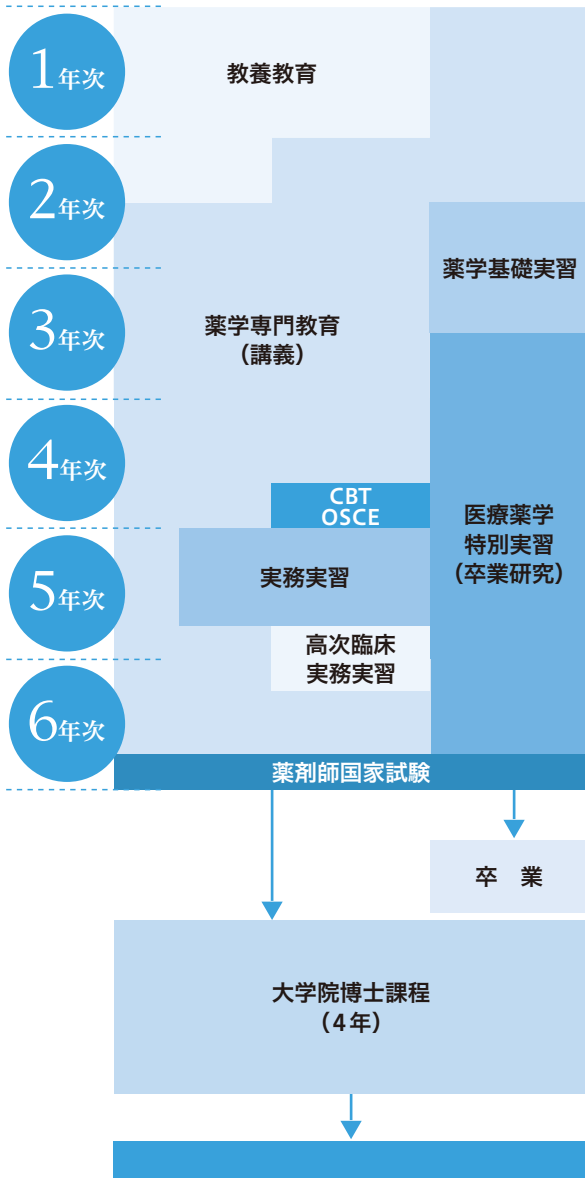 1年次
教養教育
2年次
薬学基礎実習
3年次
薬学専門教育
（講義）
4年次
CBT
OSCE
医療薬学
特別実習
（卒業研究）
5年次
実務実習
高次臨床
実務実習
6年次
薬剤師国家試験
卒　業
大学院博士課程
（4年）